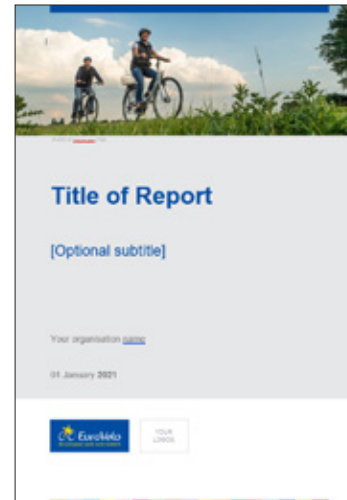 Title of Report
[Optional subtitle]
Your organisation name
01 January 2021
EuroVelo
YOUR
LOGOS